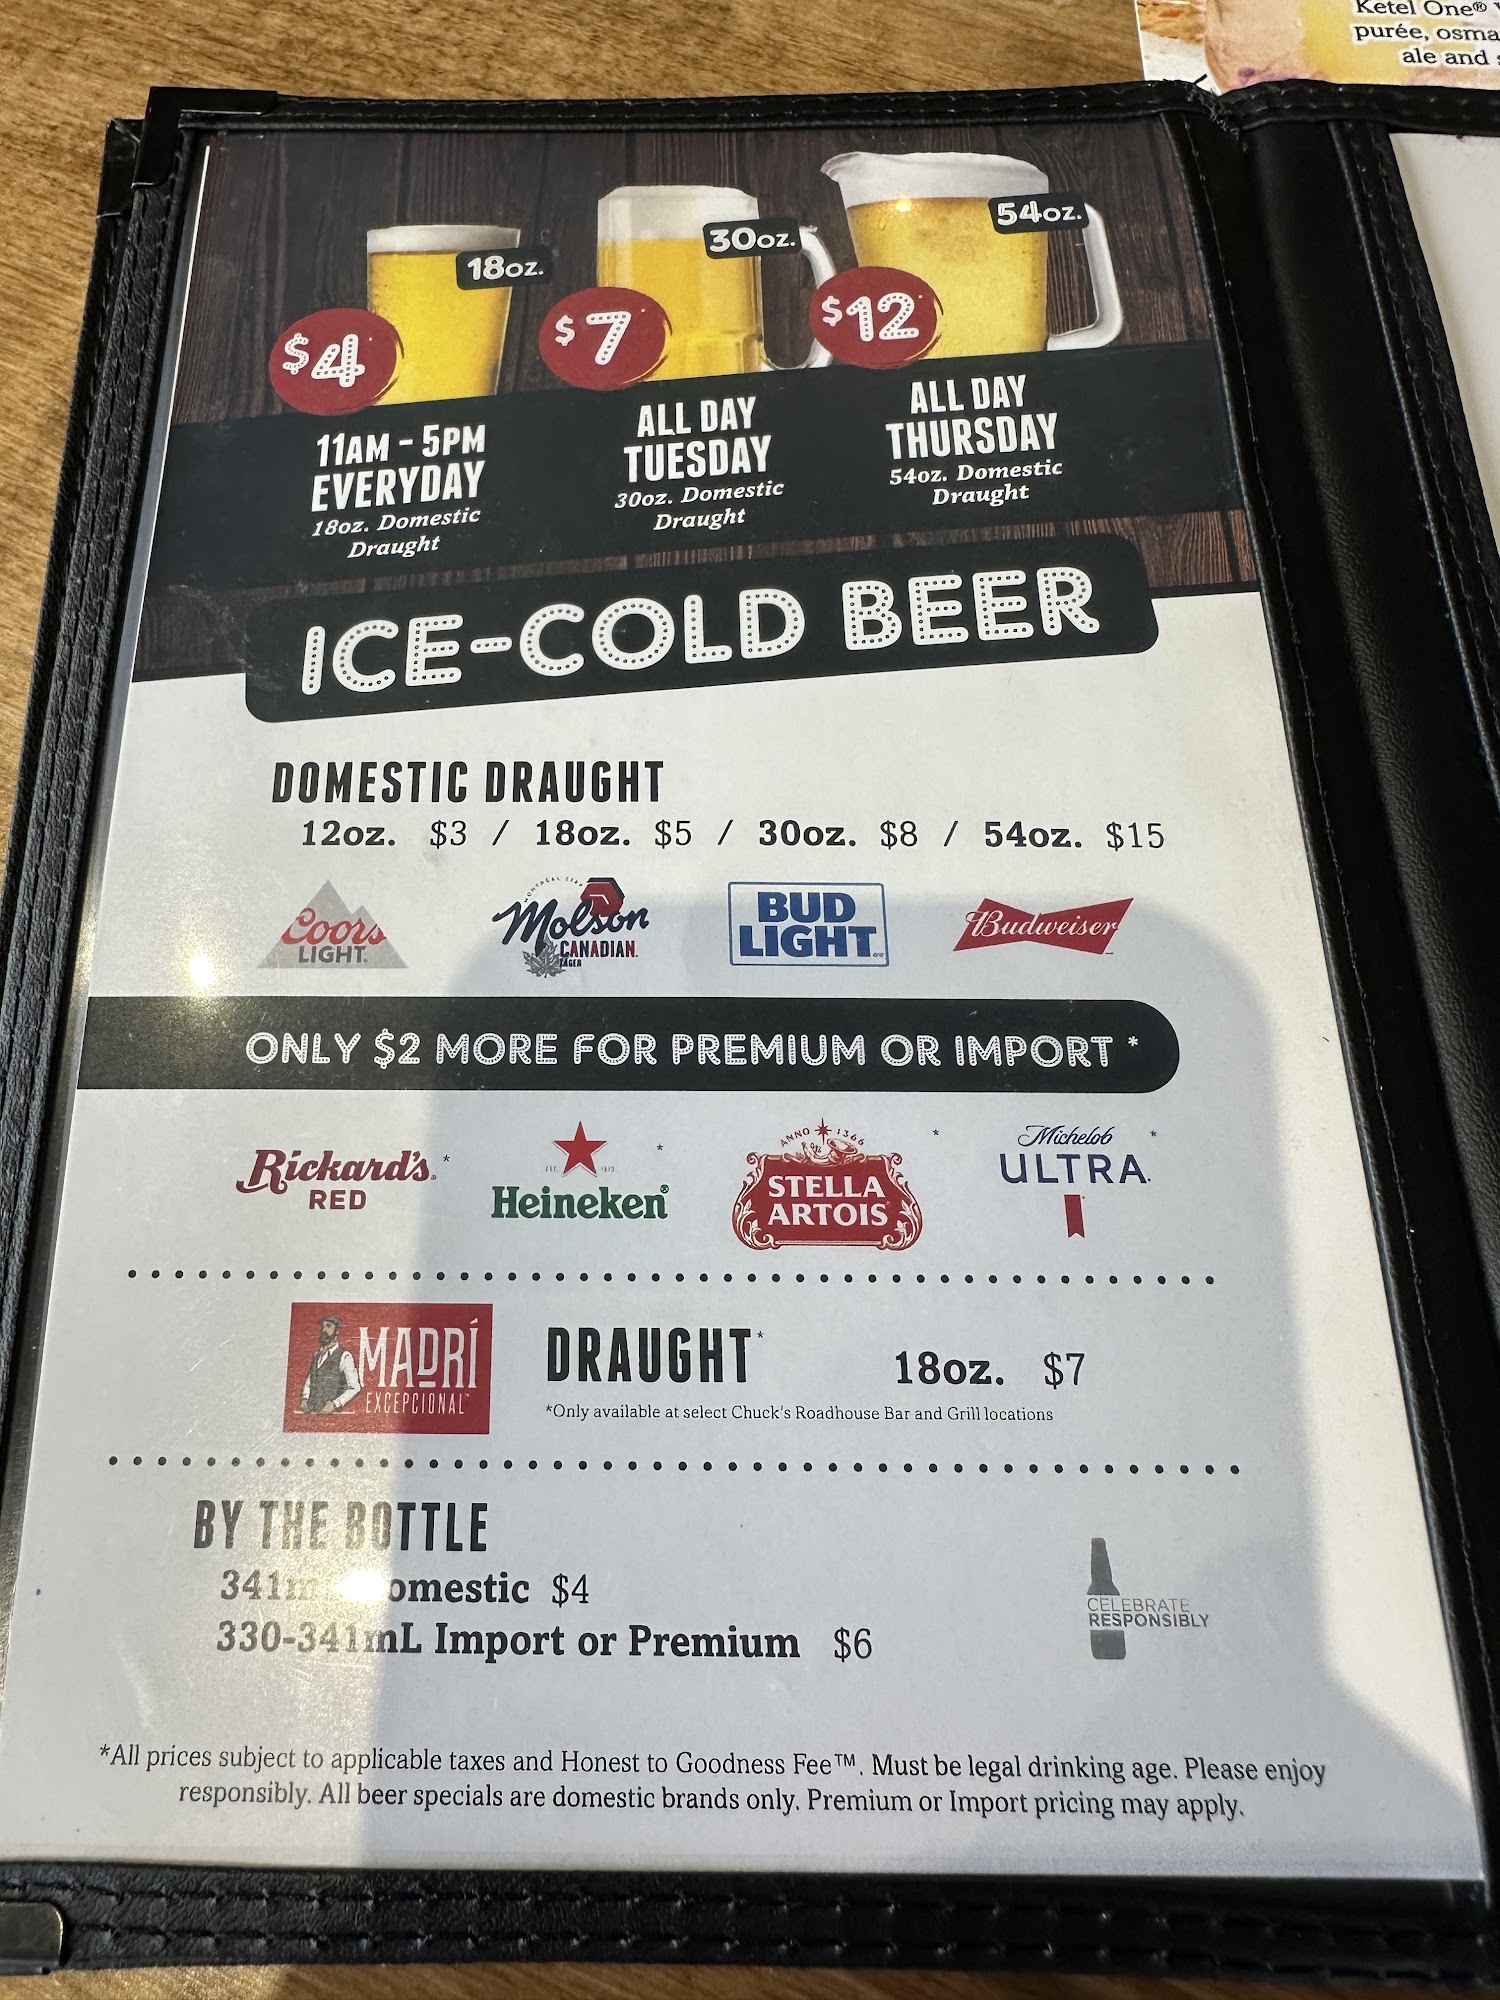 Ketel One®
purée, osma
ale and
18oz.
30oz.
54oz.
$4*
$7*
$12*
11AM - 5PM
EVERYDAY
18oz. Domestic
Draught
ALL DAY
TUESDAY
30oz. Domestic
Draught
ALL DAY
THURSDAY
54oz. Domestic
Draught
ICE-COLD BEER
DOMESTIC DRAUGHT
12oz. $3 / 18oz. $5 / 30oz. $8 / 54oz. $15
Coors
LIGHT
Molson
CANADIAN
LAGER
BUD
LIGHT
Budweiser
ONLY $2 MORE FOR PREMIUM OR IMPORT *
Rickard's *
RED
Heineken® *
ANNO 1366 *
STELLA
ARTOIS
Michelob *
ULTRA
MADRÍ
EXCEPCIONAL
DRAUGHT* 18oz. $7
*Only available at select Chuck's Roadhouse Bar and Grill locations
BY THE BOTTLE
341m omestic $4
330-341mL Import or Premium $6
CELEBRATE
RESPONSIBLY
*All prices subject to applicable taxes and Honest to Goodness Fee™. Must be legal drinking age. Please enjoy
responsibly. All beer specials are domestic brands only. Premium or Import pricing may apply.